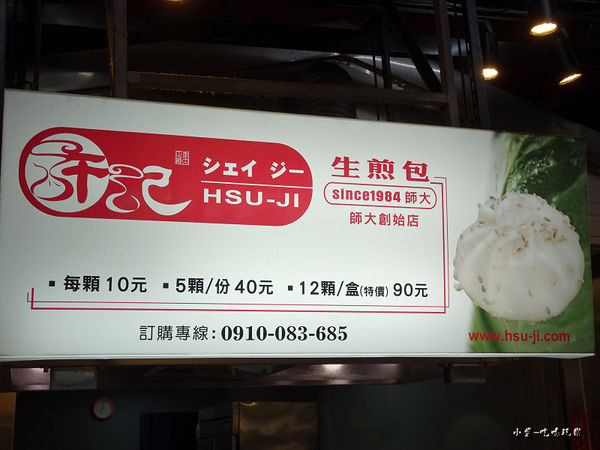 許記
シェイ ジー
HSU-JI
生煎包
since1984 師大
師大創始店
▪ 每顆 10元 ▪ 5顆/份 40元 ▪ 12顆/盒(特價) 90元
訂購專線：0910-083-685
www.hsu-ji.com